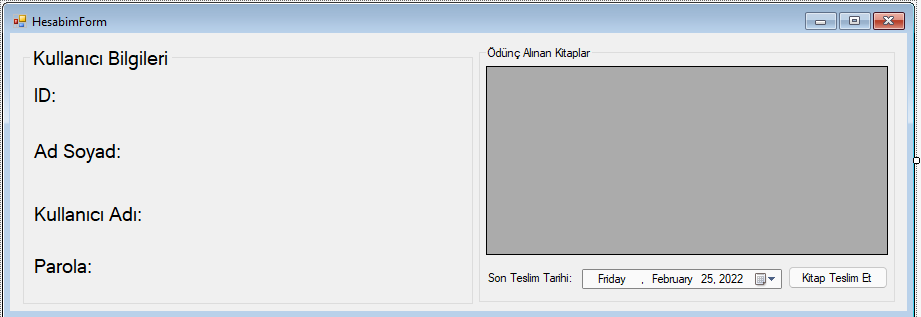 HesabimForm
Kullanıcı Bilgileri
ID:
Ad Soyad:
Kullanıcı Adı:
Parola:
Ödünç Alınan Kitaplar
Son Teslim Tarihi: Friday , February 25, 2022 Kitap Teslim Et